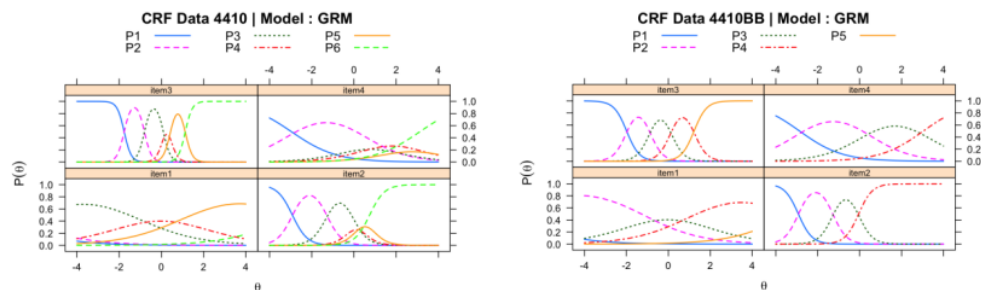 CRF Data 4410 | Model : GRM
P1 P3 P5
P2 P4 P6
-4 -2 0 2 4
item3 item4
1.0
0.8
0.6
0.4
0.2
0.0
P(θ)
item1 item2
1.0
0.8
0.6
0.4
0.2
0.0
-4 -2 0 2 4
θ
CRF Data 4410BB | Model : GRM
P1 P3 P5
P2 P4
-4 -2 0 2 4
item3 item4
1.0
0.8
0.6
0.4
0.2
0.0
P(θ)
item1 item2
1.0
0.8
0.6
0.4
0.2
0.0
-4 -2 0 2 4
θ